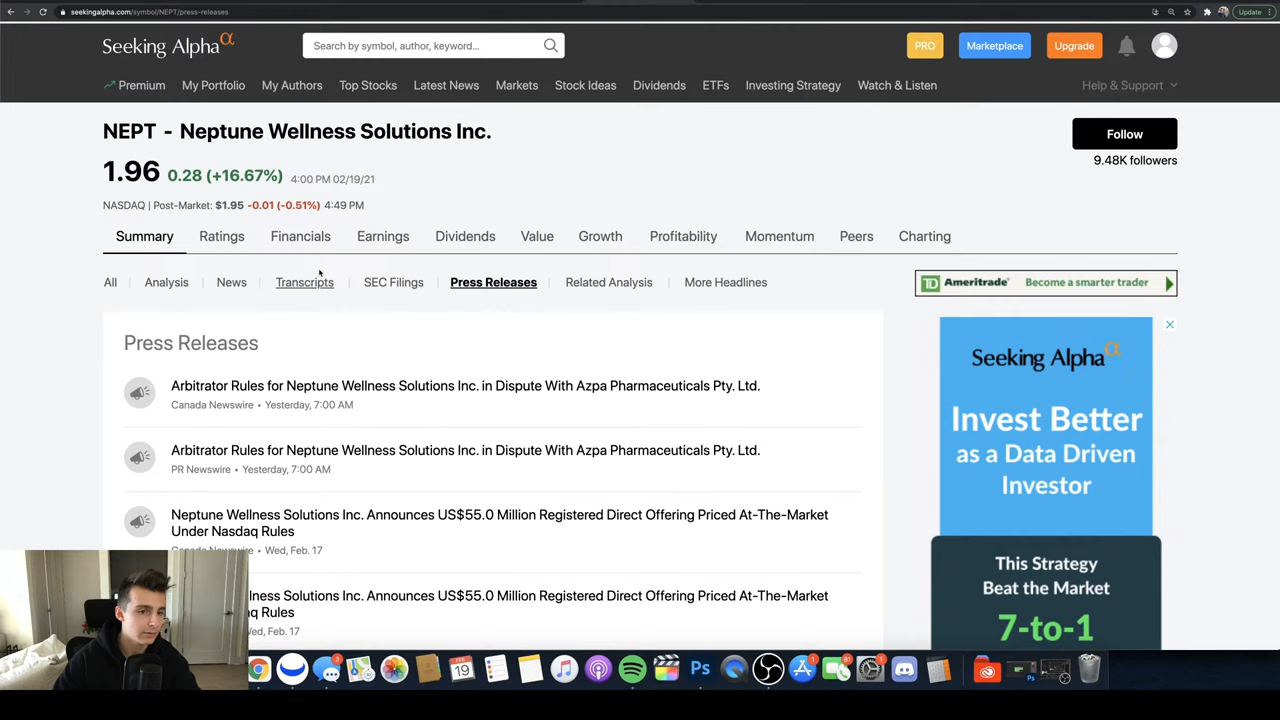 seekingalpha.com/symbol/NEPT/press-releases
Update
Seeking Alpha α
Search by symbol, author, keyword...
PRO
Marketplace
Upgrade
Premium
My Portfolio
My Authors
Top Stocks
Latest News
Markets
Stock Ideas
Dividends
ETFs
Investing Strategy
Watch & Listen
Help & Support
NEPT - Neptune Wellness Solutions Inc.
Follow
1.96 0.28 (+16.67%) 4:00 PM 02/19/21
9.48K followers
NASDAQ | Post-Market: $1.95 -0.01 (-0.51%) 4:49 PM
Summary
Ratings
Financials
Earnings
Dividends
Value
Growth
Profitability
Momentum
Peers
Charting
All
Analysis
News
Transcripts
SEC Filings
Press Releases
Related Analysis
More Headlines
TD Ameritrade Become a smarter trader
Press Releases
Arbitrator Rules for Neptune Wellness Solutions Inc. in Dispute With Azpa Pharmaceuticals Pty. Ltd.
Canada Newswire • Yesterday, 7:00 AM
Arbitrator Rules for Neptune Wellness Solutions Inc. in Dispute With Azpa Pharmaceuticals Pty. Ltd.
PR Newswire • Yesterday, 7:00 AM
Neptune Wellness Solutions Inc. Announces US$55.0 Million Registered Direct Offering Priced At-The-Market
Under Nasdaq Rules
• Wed, Feb. 17
Solutions Inc. Announces US$55.0 Million Registered Direct Offering Priced At-The-Market
Rules
Feb. 17
Seeking Alpha α
Invest Better
as a Data Driven
Investor
This Strategy
Beat the Market
7-to-1
3
FEB
19
1
81
1
Ps